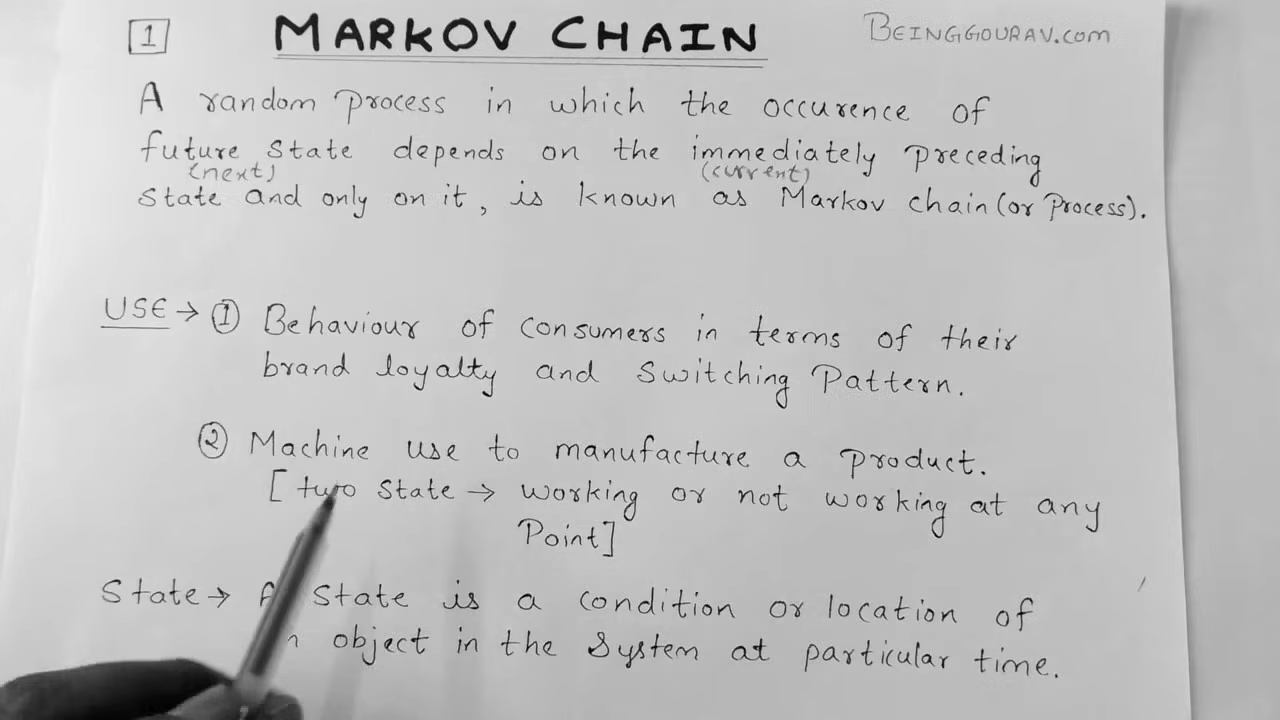 1 MARKOV CHAIN BEINGGOURAV.com
A random process in which the occurence of
future State depends on the immediately preceding
(next) (current)
State and only on it, is known as Markov chain (or Process).
USE → ① Behaviour of consumers in terms of their
brand loyalty and Switching Pattern.
② Machine use to manufacture a product.
[two State → working or not working at any
Point]
State → A State is a condition or location of
object in the System at particular time.